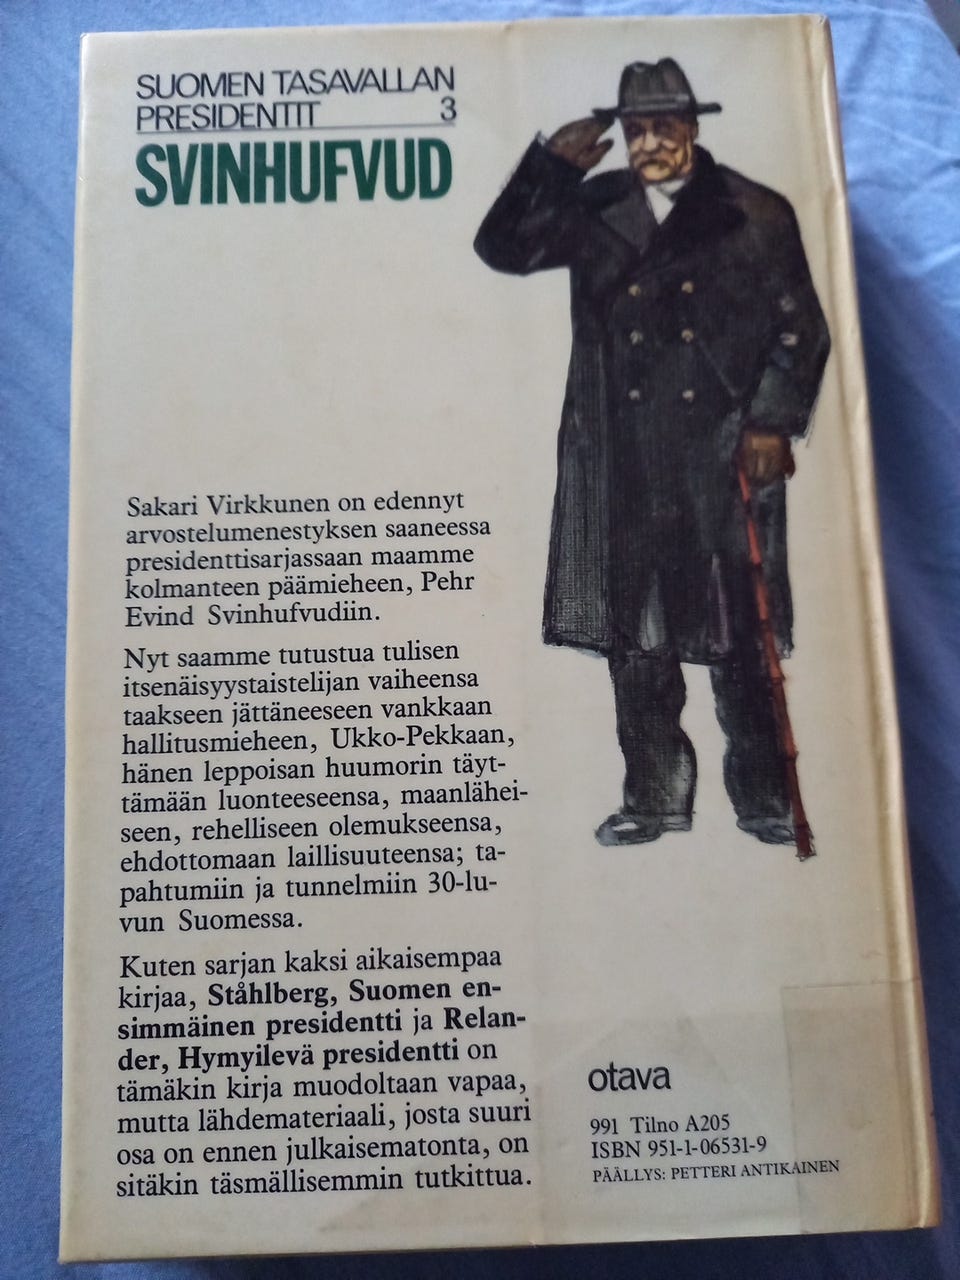 SUOMEN TASAVALLAN
PRESIDENTIT 3
SVINHUFVUD
Sakari Virkkunen on edennyt
arvostelumenestyksen saaneessa
presidenttisarjassaan maamme
kolmanteen päämieheen, Pehr
Evind Svinhufvudiin.
Nyt saamme tutustua tulisen
itsenäisyystaistelijan vaiheensa
taakseen jättäneeseen vankkaan
hallitusmieheen, Ukko-Pekkaan,
hänen leppoisan huumorin täyt-
tämään luonteeseensa, maanlähei-
seen, rehelliseen olemukseensa,
ehdottomaan laillisuuteensa; ta-
pahtumiin ja tunnelmiin 30-lu-
vun Suomessa.
Kuten sarjan kaksi aikaisempaa
kirjaa, Ståhlberg, Suomen en-
simmäinen presidentti ja Relan-
der, Hymyilevä presidentti on
tämäkin kirja muodoltaan vapaa,
mutta lähdemateriaali, josta suuri
osa on ennen julkaisematonta, on
sitäkin täsmällisemmin tutkittua.
otava
991 Tilno A205
ISBN 951-1-06531-9
PÄÄLLYS: PETTERI ANTIKAINEN